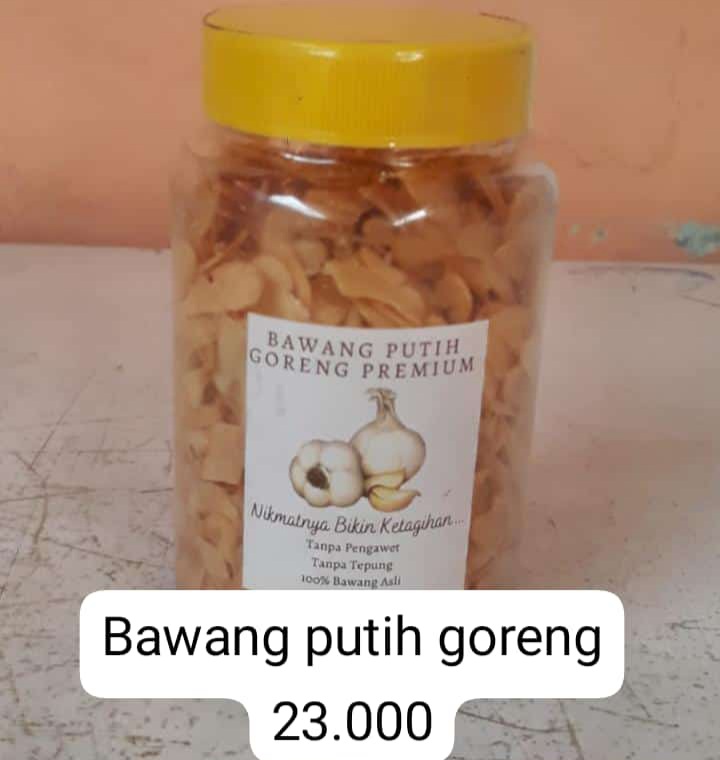 BAWANG PUTIH
GORENG PREMIUM
Nikmatnya Bikin Ketagihan...
Tanpa Pengawet
Tanpa Tepung
100% Bawang Asli
Bawang putih goreng
23.000